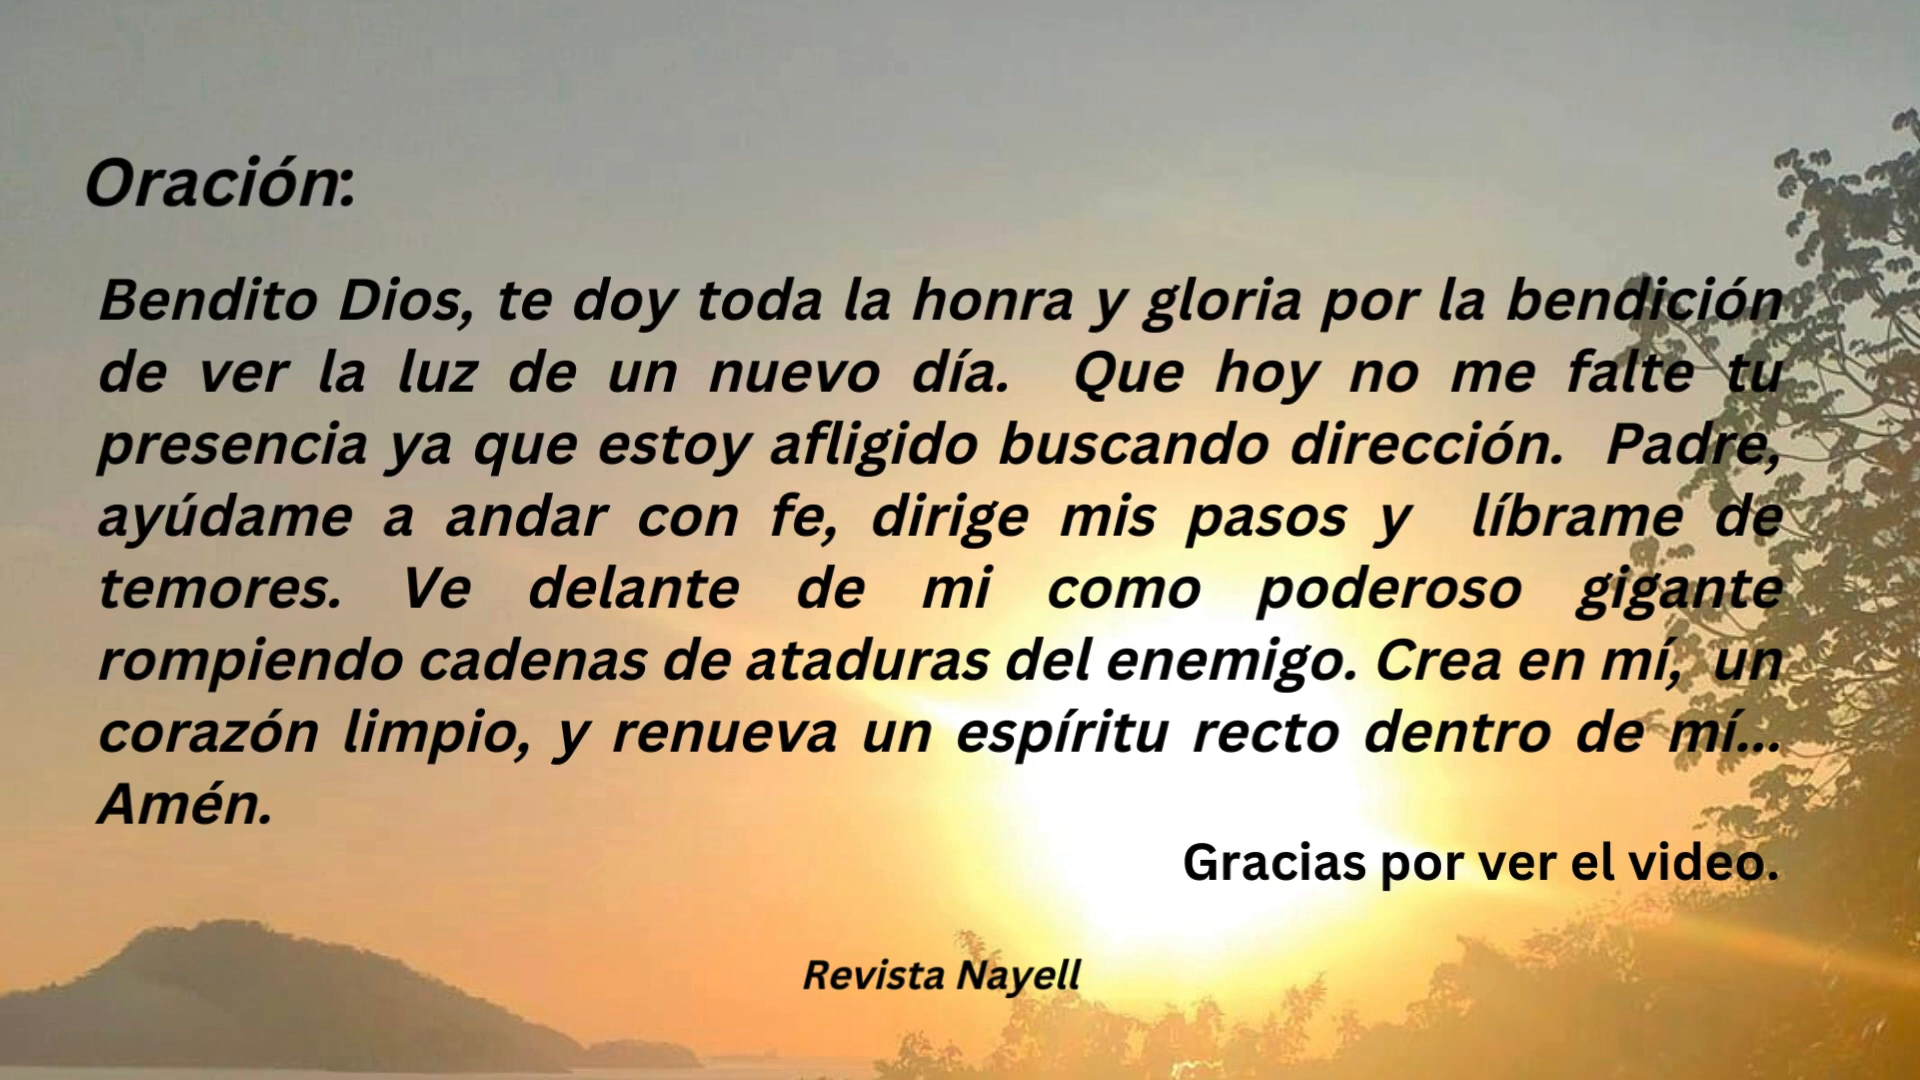 Oración:
Bendito Dios, te doy toda la honra y gloria por la bendición
de ver la luz de un nuevo día. Que hoy no me falte tu
presencia ya que estoy afligido buscando dirección. Padre,
ayúdame a andar con fe, dirige mis pasos y líbrame de
temores. Ve delante de mi como poderoso gigante
rompiendo cadenas de ataduras del enemigo. Crea en mí, un
corazón limpio, y renueva un espíritu recto dentro de mí...
Amén.
Gracias por ver el video.
Revista Nayell